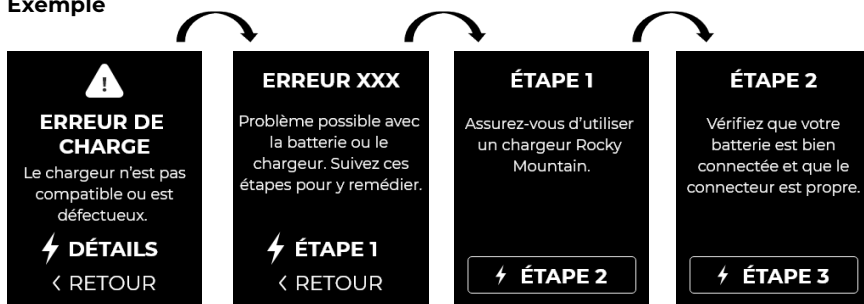 Exemple
ERREUR DE
CHARGE
Le chargeur n'est pas
compatible ou est
défectueux.
DÉTAILS
< RETOUR
ERREUR XXX
Problème possible avec
la batterie ou le
chargeur. Suivez ces
étapes pour y remédier.
ÉTAPE 1
< RETOUR
ÉTAPE 1
Assurez-vous d'utiliser
un chargeur Rocky
Mountain.
ÉTAPE 2
ÉTAPE 2
Vérifiez que votre
batterie est bien
connectée et que le
connecteur est propre.
ÉTAPE 3